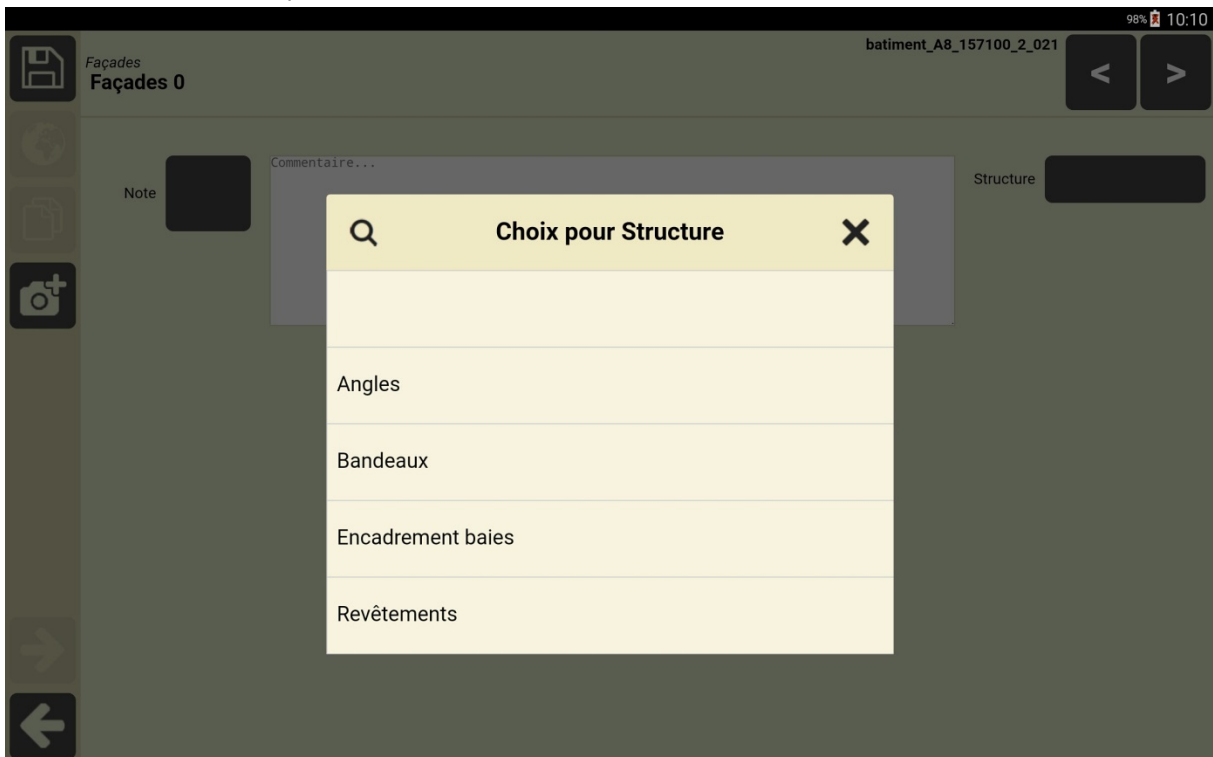 98% 10:10
Façades
Façades 0
batiment_A8_157100_2_021
< >
Note
Commentaire...
Structure
Choix pour Structure
Angles
Bandeaux
Encadrement baies
Revêtements